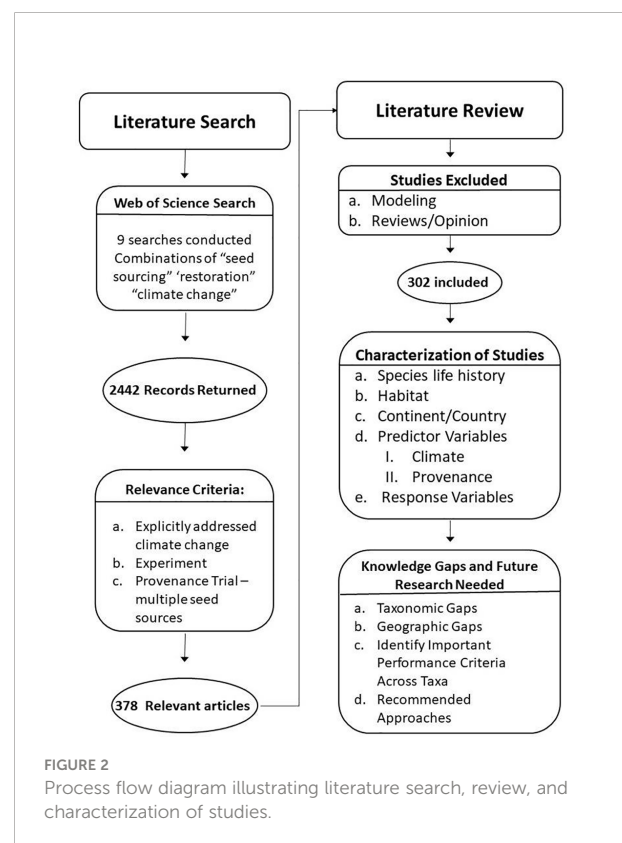 Literature Search
Web of Science Search
9 searches conducted
Combinations of “seed
sourcing” ‘restoration”
“climate change”
2442 Records Returned
Relevance Criteria:
a. Explicitly addressed
climate change
b. Experiment
c. Provenance Trial –
multiple seed
sources
378 Relevant articles
Literature Review
Studies Excluded
a. Modeling
b. Reviews/Opinion
302 included
Characterization of Studies
a. Species life history
b. Habitat
c. Continent/Country
d. Predictor Variables
I. Climate
II. Provenance
e. Response Variables
Knowledge Gaps and Future
Research Needed
a. Taxonomic Gaps
b. Geographic Gaps
c. Identify Important
Performance Criteria
Across Taxa
d. Recommended
Approaches
FIGURE 2
Process flow diagram illustrating literature search, review, and
characterization of studies.